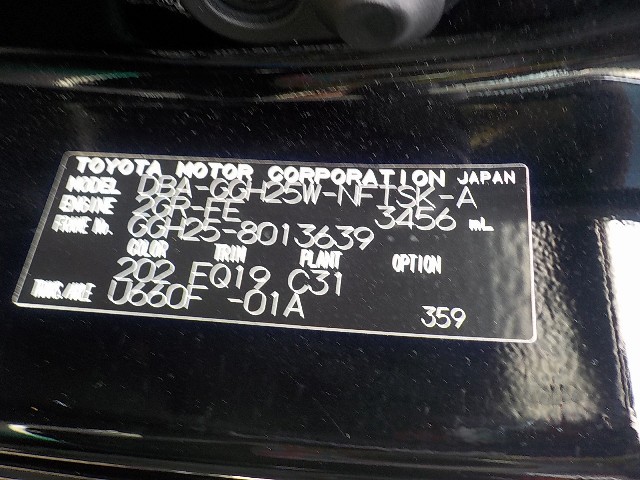 TOYOTA MOTOR CORPORATION JAPAN
MODEL DBA-GGH25W-NFTSK-A
ENGINE 2GR-FE 3456 mL
FRAME No. GGH25-8013639
COLOR TRIM PLANT OPTION
202 EQ19 C31
TRANS./AXLE U660F -01A 359